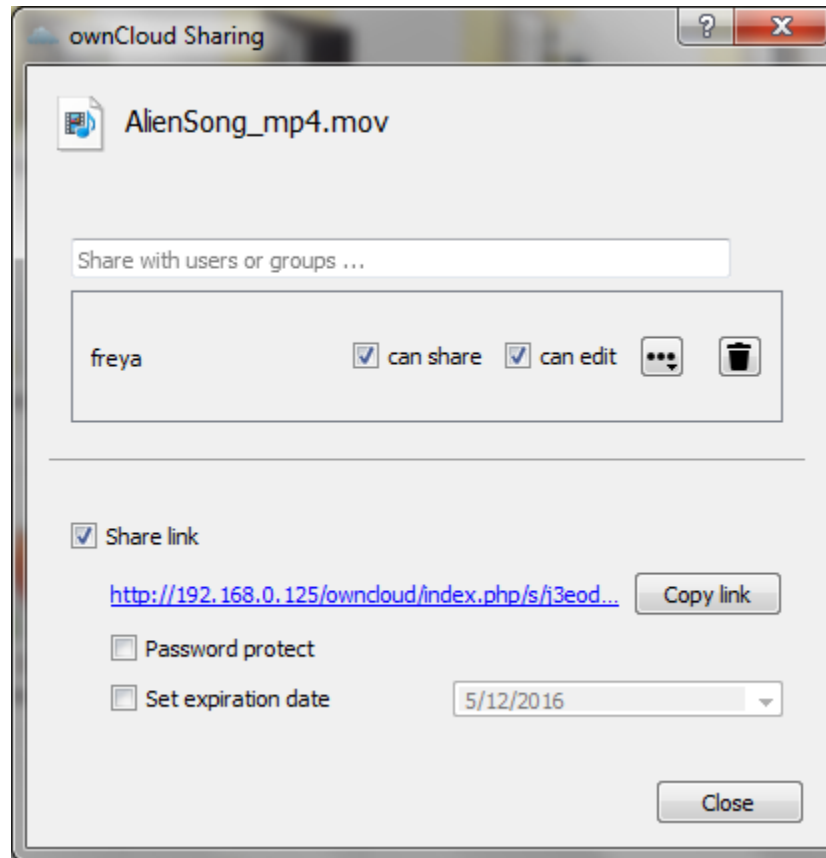 ownCloud Sharing
AlienSong_mp4.mov
Share with users or groups ...
freya can share can edit
Share link
http://192.168.0.125/owncloud/index.php/s/j3eod... Copy link
Password protect
Set expiration date 5/12/2016
Close